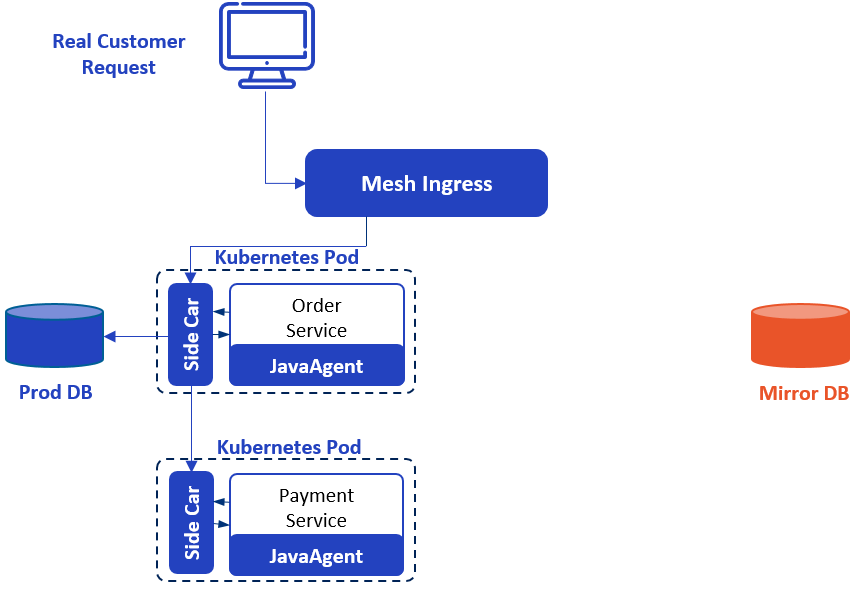 Real Customer
Request
Mesh Ingress
Kubernetes Pod
Side Car
Order
Service
JavaAgent
Prod DB
Mirror DB
Kubernetes Pod
Side Car
Payment
Service
JavaAgent